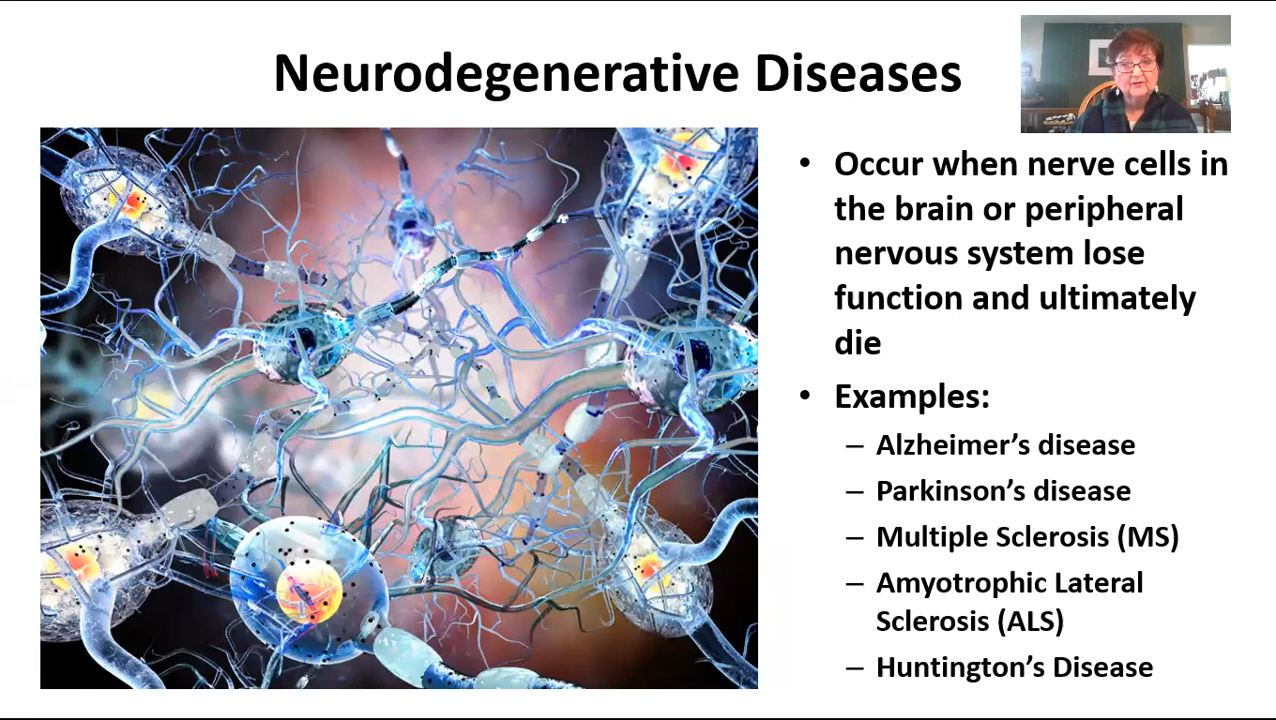 Neurodegenerative Diseases
• Occur when nerve cells in
the brain or peripheral
nervous system lose
function and ultimately
die
• Examples:
– Alzheimer’s disease
– Parkinson’s disease
– Multiple Sclerosis (MS)
– Amyotrophic Lateral
Sclerosis (ALS)
– Huntington’s Disease